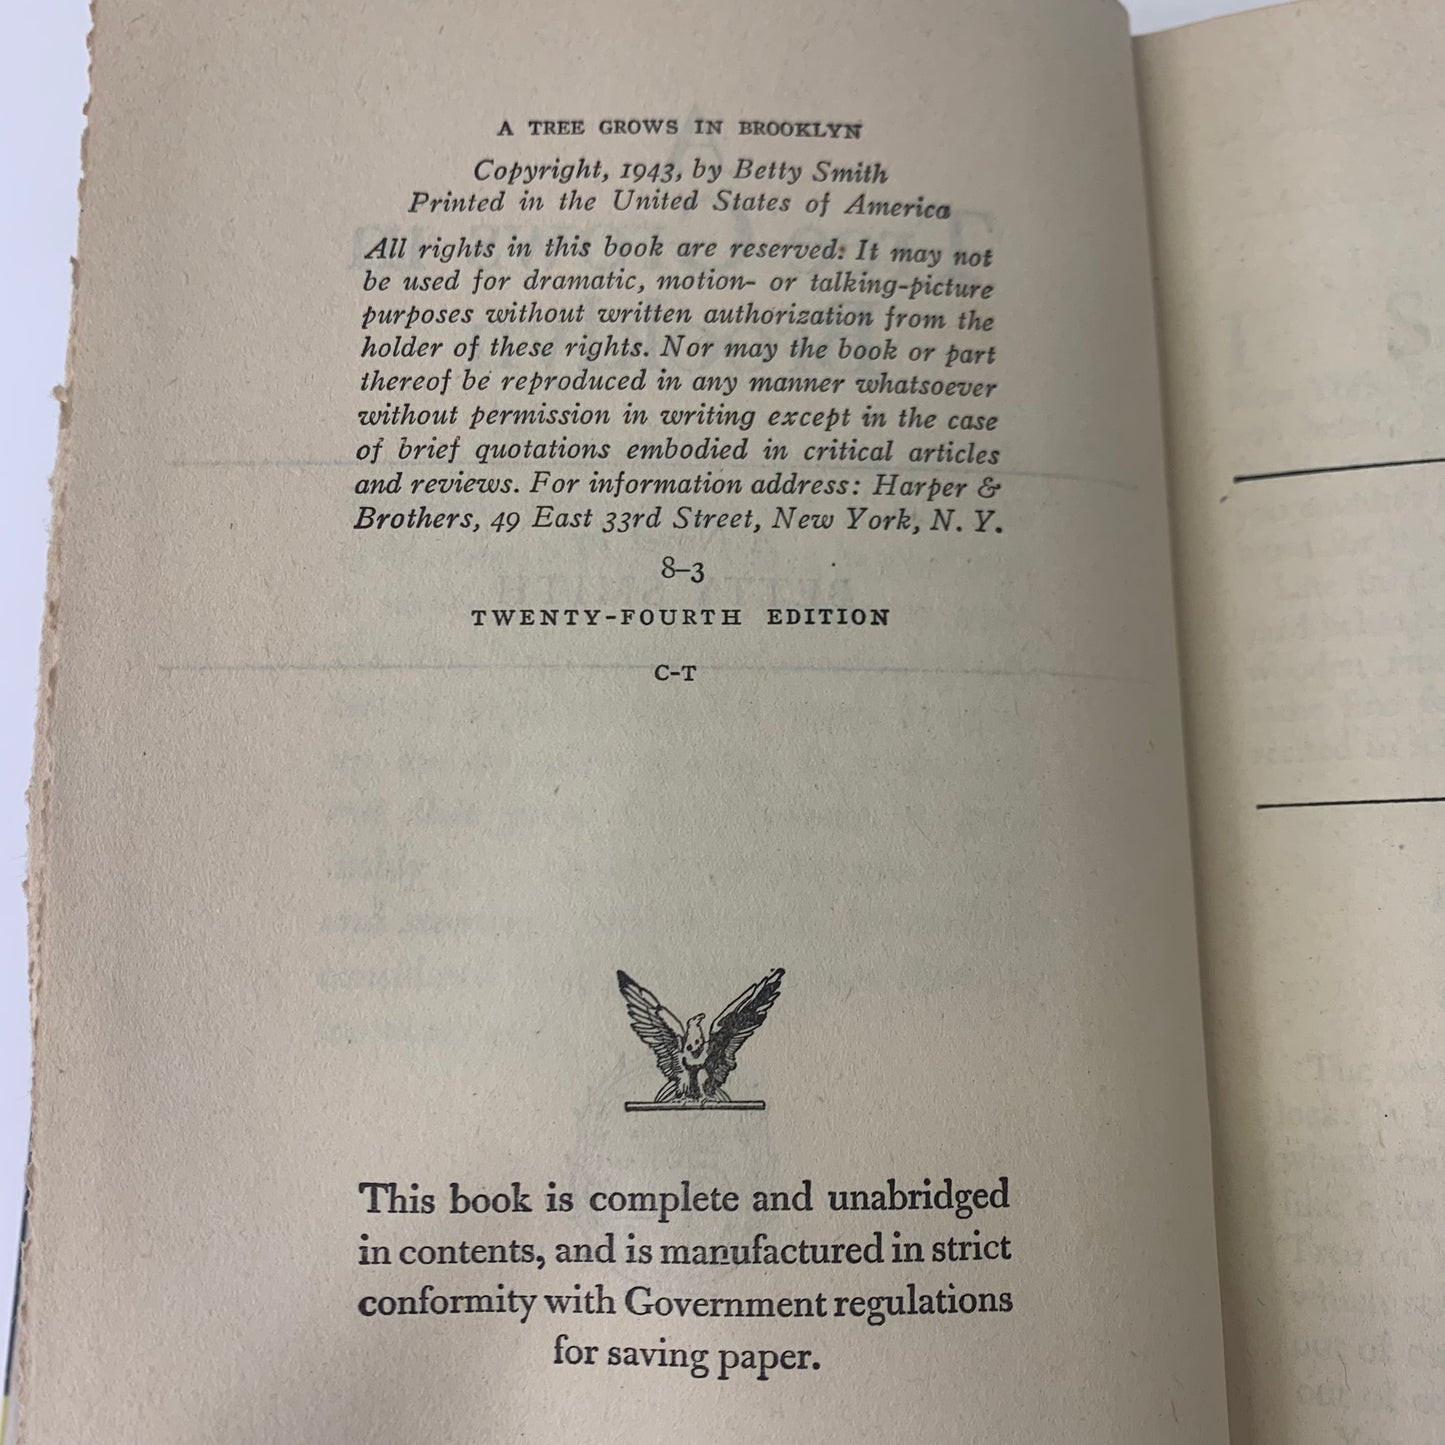 A TREE GROWS IN BROOKLYN
Copyright, 1943, by Betty Smith
Printed in the United States of America
All rights in this book are reserved: It may not
be used for dramatic, motion- or talking-picture
purposes without written authorization from the
holder of these rights. Nor may the book or part
thereof be reproduced in any manner whatsoever
without permission in writing except in the case
of brief quotations embodied in critical articles
and reviews. For information address: Harper &
Brothers, 49 East 33rd Street, New York, N. Y.
8-3
TWENTY-FOURTH EDITION
C-T
This book is complete and unabridged
in contents, and is manufactured in strict
conformity with Government regulations
for saving paper.